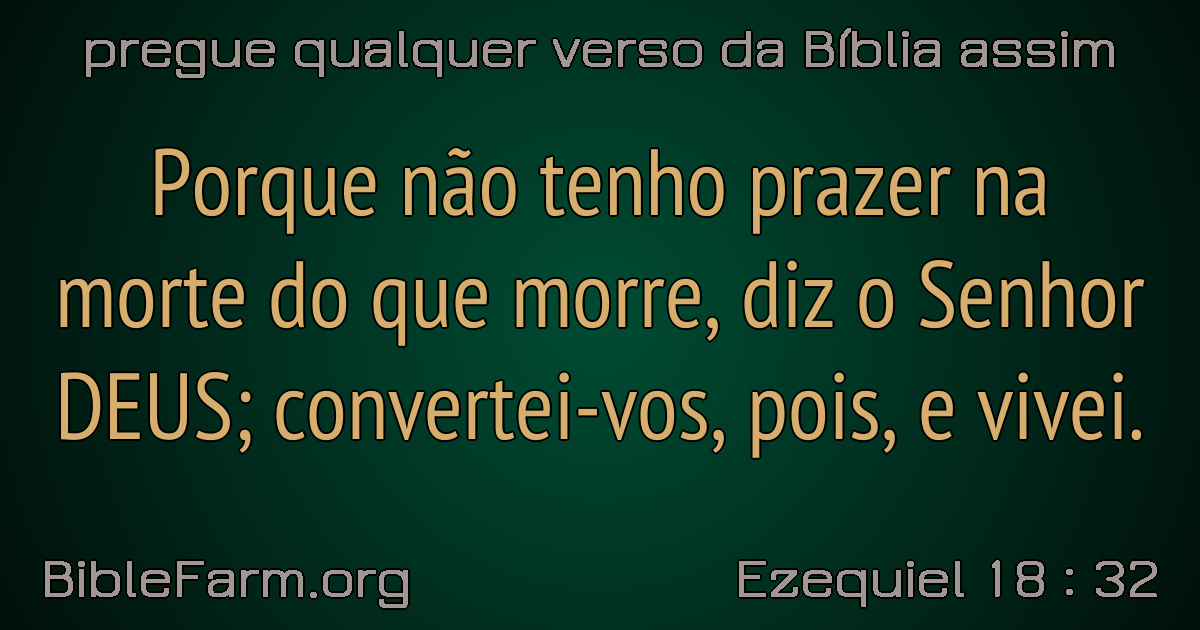 pregue qualquer verso da Bíblia assim
Porque não tenho prazer na
morte do que morre, diz o Senhor
DEUS; convertei-vos, pois, e vivei.
BibleFarm.org
Ezequiel 18 : 32